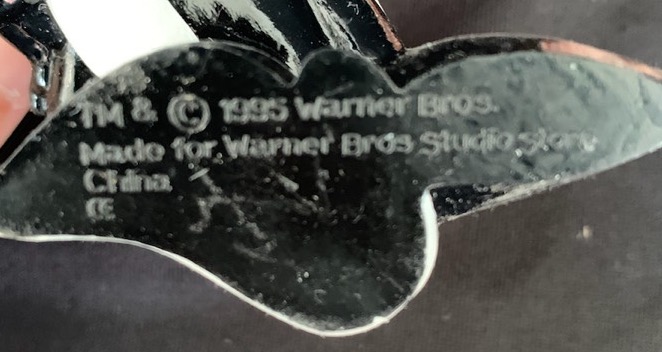 TM & © 1995 Warner Bros.
Made for Warner Bros Studio Store
China
CE